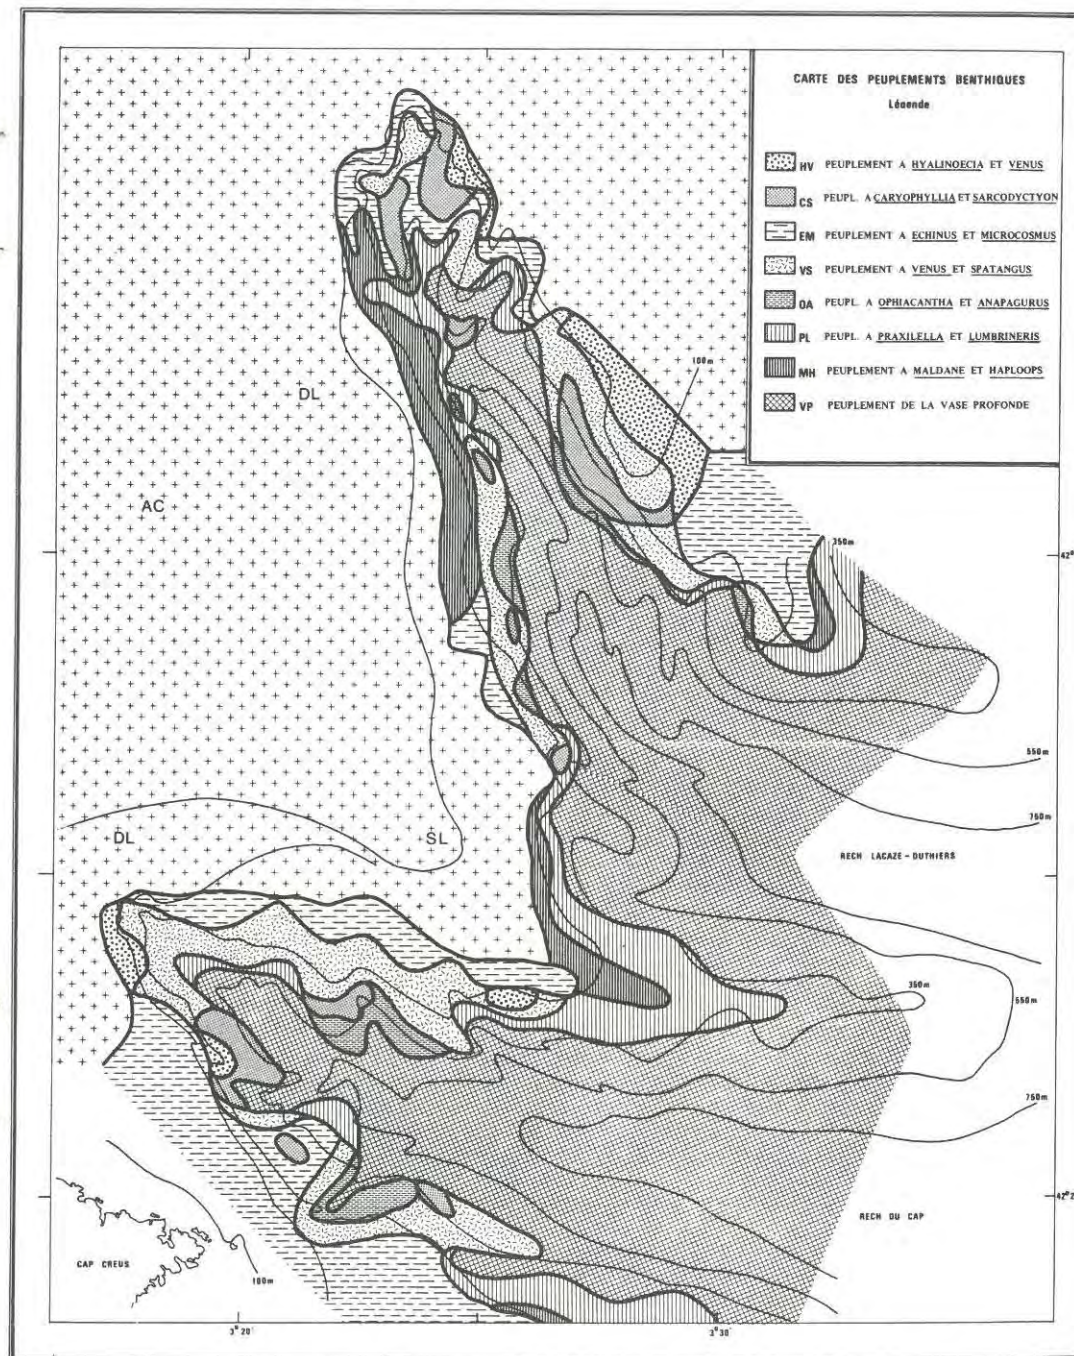 CARTE DES PEUPLEMENTS BENTHIQUES
Légende
HV PEUPLEMENT A HYALINOECIA ET VENUS
CS PEUPL. A CARYOPHYLLIA ET SARCODYCTYON
EM PEUPLEMENT A ECHINUS ET MICROCOSMUS
VS PEUPLEMENT A VENUS ET SPATANGUS
OA PEUPL. A OPHIACANTHA ET ANAPAGURUS
PL PEUPL. A PRAXILELLA ET LUMBRINERIS
MH PEUPLEMENT A MALDANE ET HAPLOOPS
VP PEUPLEMENT DE LA VASE PROFONDE
100m
DL
AC
350m
42°
550m
750m
DL
SL
RECH LACAZE-DUTHIERS
350m
550m
750m
42°2
RECH DU CAP
CAP CREUS
100m
3°20'
3°30'